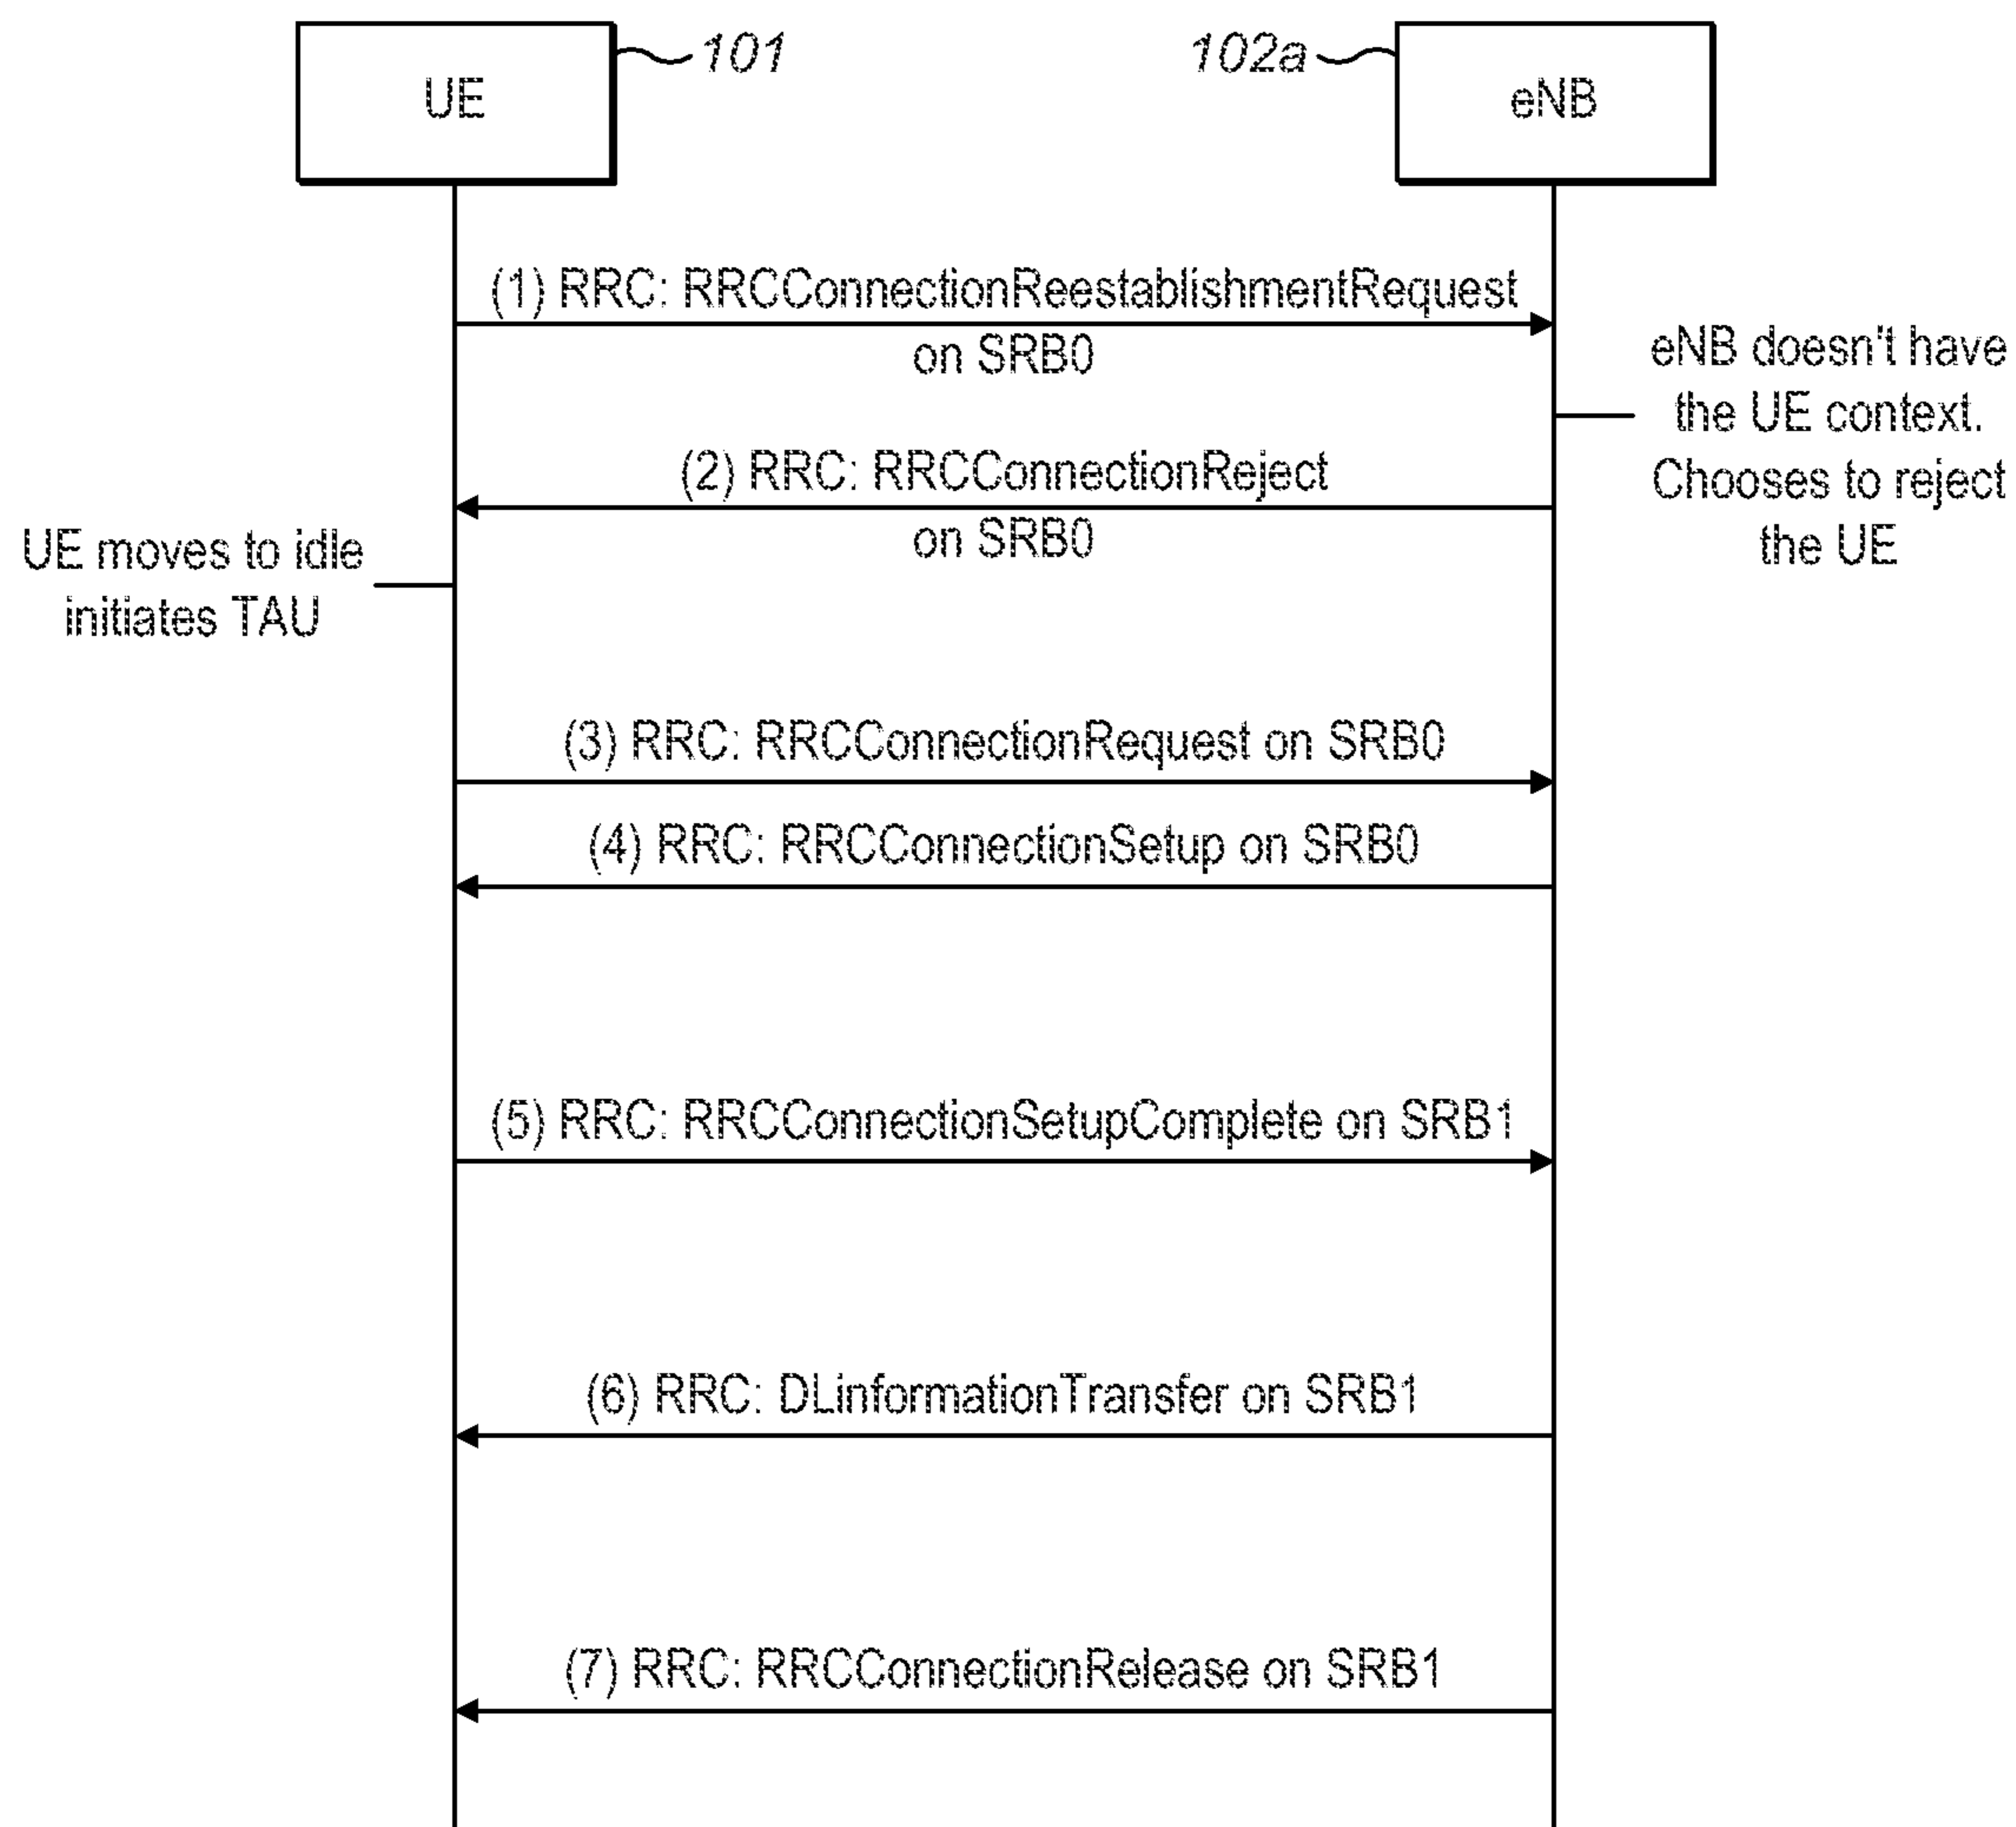 UE
101
102a
eNB
(1) RRC: RRCConnectionReestablishmentRequest
on SRB0
eNB doesn't have
the UE context.
Chooses to reject
the UE
(2) RRC: RRCConnectionReject
on SRB0
UE moves to idle
initiates TAU
(3) RRC: RRCConnectionRequest on SRB0
(4) RRC: RRCConnectionSetup on SRB0
(5) RRC: RRCConnectionSetupComplete on SRB1
(6) RRC: DLinformationTransfer on SRB1
(7) RRC: RRCConnectionRelease on SRB1